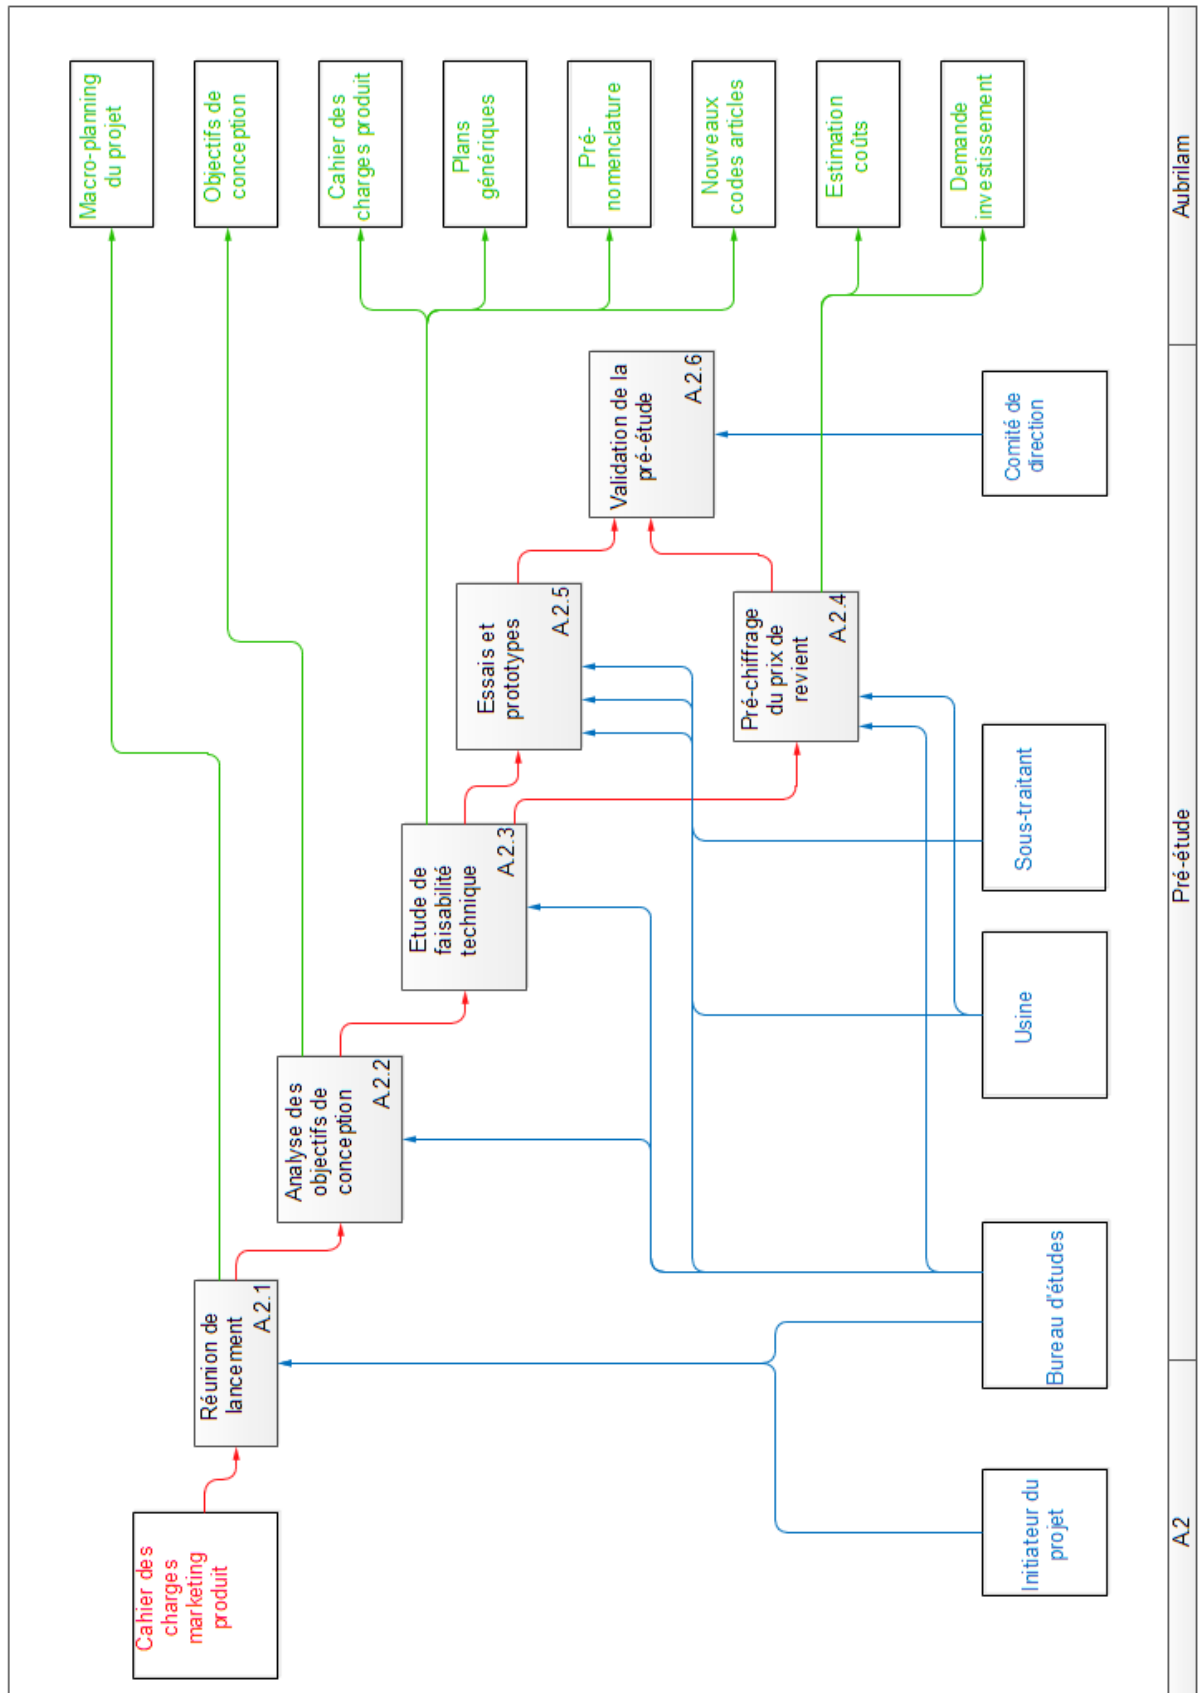 Cahier des
charges
marketing
produit
Réunion de
lancement
A.2.1
Analyse des
objectifs de
conception
A.2.2
Etude de
faisabilité
technique
A.2.3
Essais et
prototypes
A.2.5
Pré-chiffrage
du prix de
revient
A.2.4
Validation de la
pré-étude
A.2.6
Macro-planning
du projet
Objectifs de
conception
Cahier des
charges produit
Plans
génériques
Pré-
nomenclature
Nouveaux
codes articles
Estimation
coûts
Demande
investissement
Initiateur du
projet
Bureau d'études
Usine
Sous-traitant
Comité de
direction
A.2
Pré-étude
Aubrilam